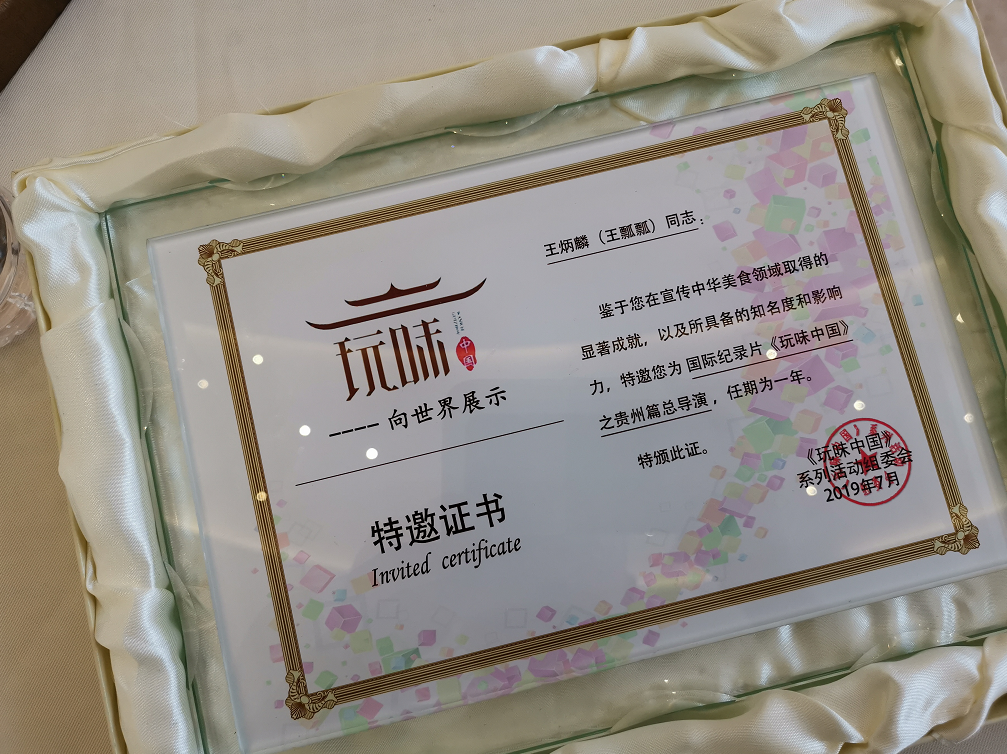 玩味
中国
---- 向世界展示
特邀证书
Invited certificate
王炳麟（王瓢瓢）同志：
鉴于您在宣传中华美食领域取得的
显著成就，以及所具备的知名度和影响
力，特邀您为 国际纪录片《玩味中国》
之贵州篇总导演，任期为一年。
特颁此证。
《玩味中国》
系列活动组委会
2019年7月